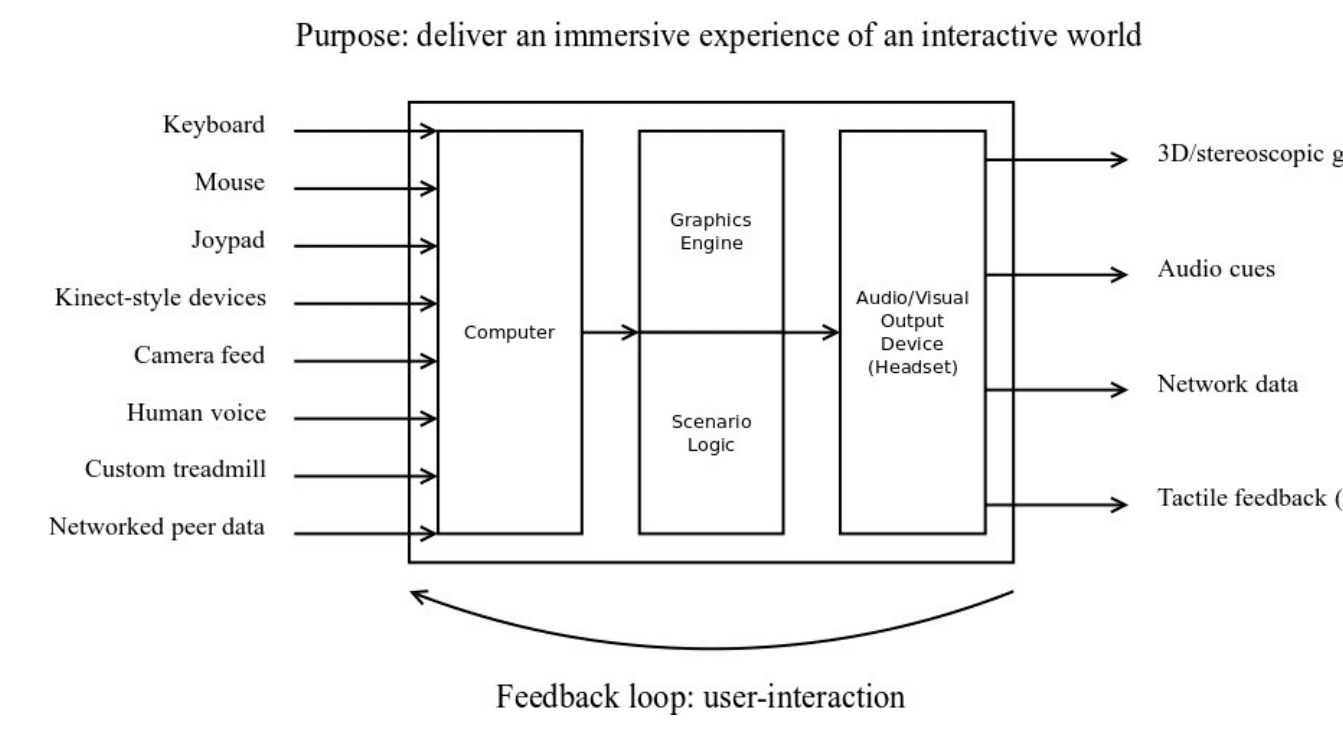 Purpose: deliver an immersive experience of an interactive world
Keyboard
Mouse
Joypad
Kinect-style devices
Camera feed
Human voice
Custom treadmill
Networked peer data
Computer
Graphics
Engine
Scenario
Logic
Audio/Visual
Output
Device
(Headset)
3D/stereoscopic
Audio cues
Network data
Tactile feedback (
Feedback loop: user-interaction